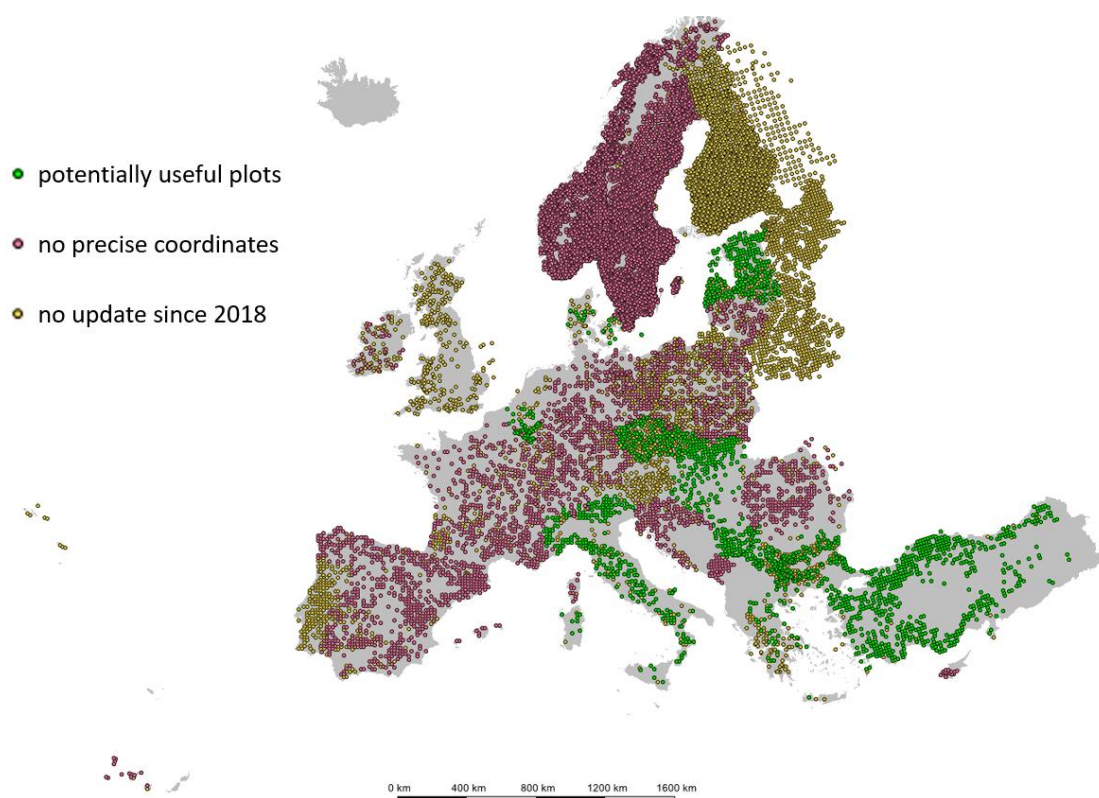 potentially useful plots
no precise coordinates
no update since 2018
0 km 400 km 800 km 1200 km 1600 km